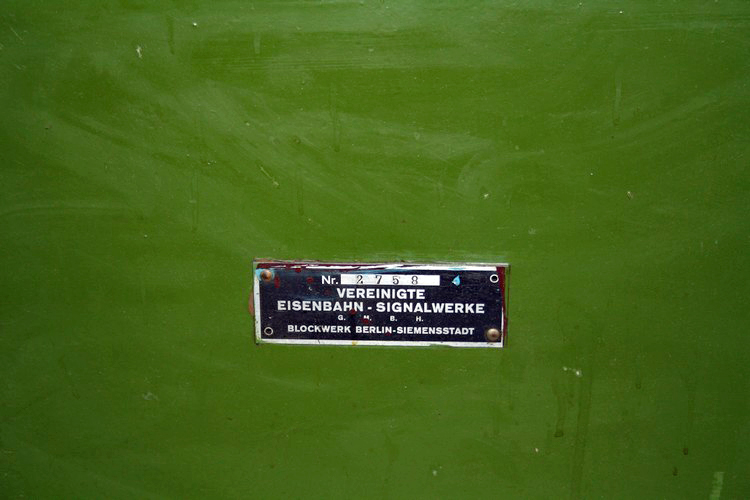 Nr. 2758
VEREINIGTE
EISENBAHN - SIGNALWERKE
G. M. B. H.
BLOCKWERK BERLIN-SIEMENSSTADT